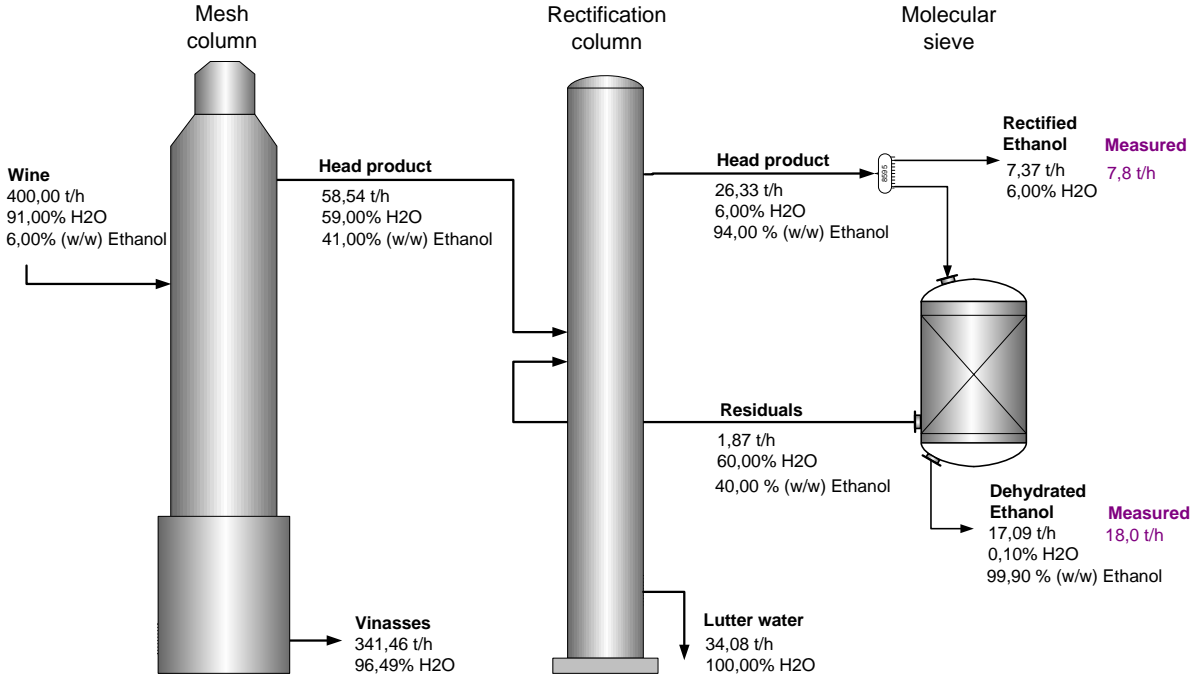 Mesh
column
Rectification
column
Molecular
sieve
Wine
400,00 t/h
91,00% H2O
6,00% (w/w) Ethanol
Head product
58,54 t/h
59,00% H2O
41,00% (w/w) Ethanol
Head product
26,33 t/h
6,00% H2O
94,00 % (w/w) Ethanol
8595
Rectified
Ethanol
7,37 t/h
6,00% H2O
Measured
7,8 t/h
Residuals
1,87 t/h
60,00% H2O
40,00 % (w/w) Ethanol
Dehydrated
Ethanol
17,09 t/h
0,10% H2O
99,90 % (w/w) Ethanol
Measured
18,0 t/h
Vinasses
341,46 t/h
96,49% H2O
Lutter water
34,08 t/h
100,00% H2O